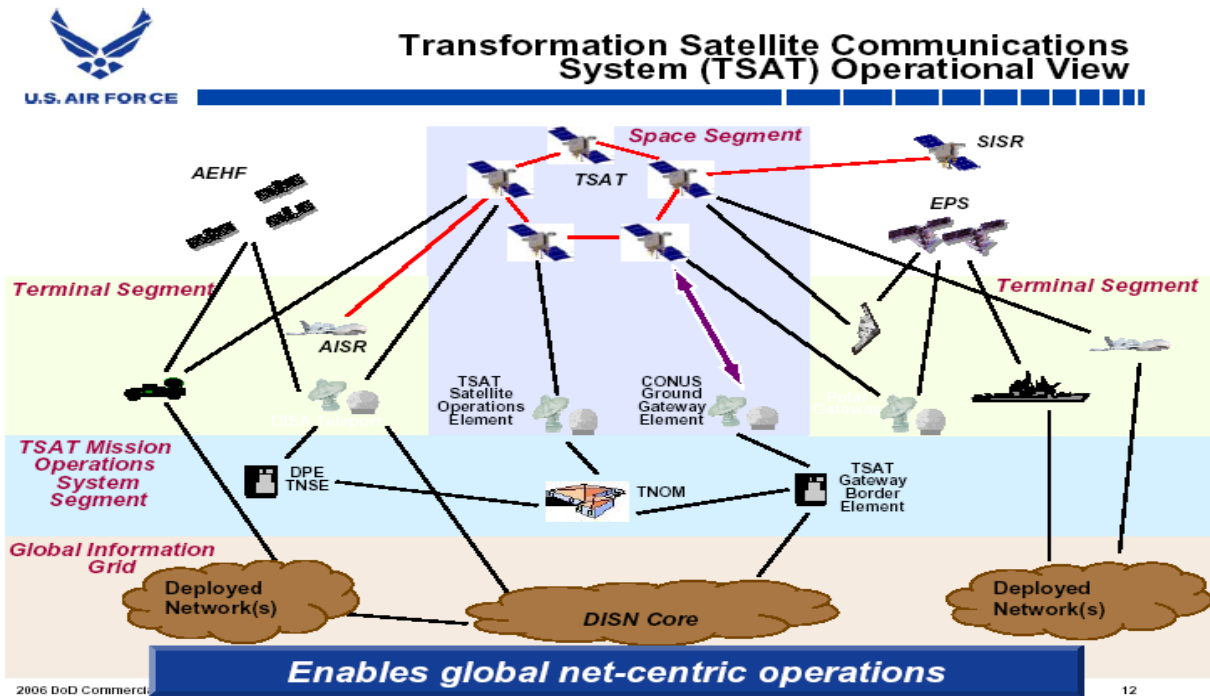 Transformation Satellite Communications
System (TSAT) Operational View
U.S. AIR FORCE
Space Segment
SISR
AEHF
TSAT
EPS
Terminal Segment
Terminal Segment
AISR
TSAT
Satellite
Operations
Element
CONUS
Ground
Gateway
Element
TSAT Mission
Operations
System
Segment
DPE
TNSE
TNOM
TSAT
Gateway
Border
Element
Global Information
Grid
Deployed
Network(s)
DISN Core
Deployed
Network(s)
Enables global net-centric operations
2006 DoD
12